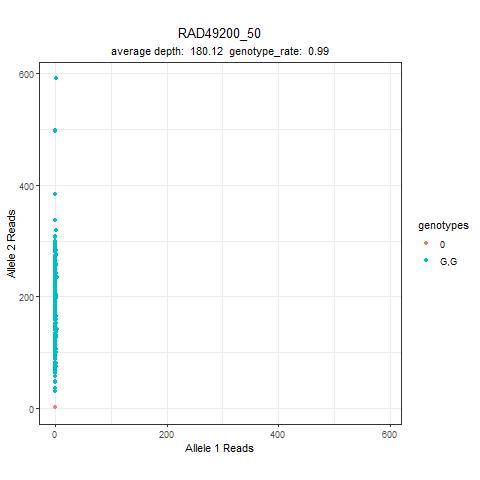 RAD49200_50
average depth:  180.12  genotype_rate:  0.99
600
400
200
0
Allele 2 Reads
0 200 400 600
Allele 1 Reads
genotypes
0
G,G